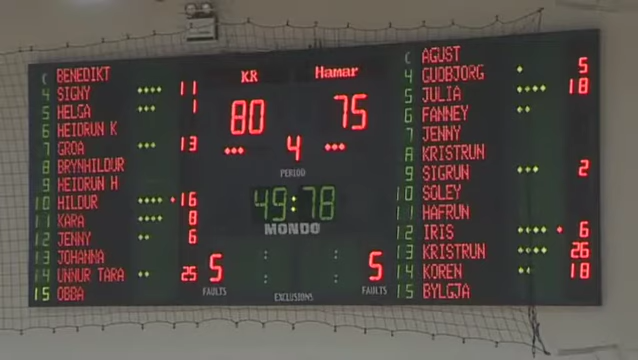 C BENEDIKT
4 SIGNY 11
5 HELGA 1
6 HEIDRUN K
7 GROA 13
8 BRYNHILDUR
9 HEIDRUN H
10 HILDUR 16
11 KARA 8
12 JENNY 6
13 JOHANNA
14 UNNUR TARA 25
15 OBBA
KR Hamar
80 75
4
PERIOD
49:78
MONDO
5 5
FAULTS FAULTS
EXCLUSIONS
C AGUST
4 GUDBJORG 5
5 JULIA 18
6 FANNEY
7 JENNY
8 KRISTRUN
9 SIGRUN 2
10 SOLEY
11 HAFRUN
12 IRIS 6
13 KRISTRUN 26
14 KOREN 18
15 BYLGJA